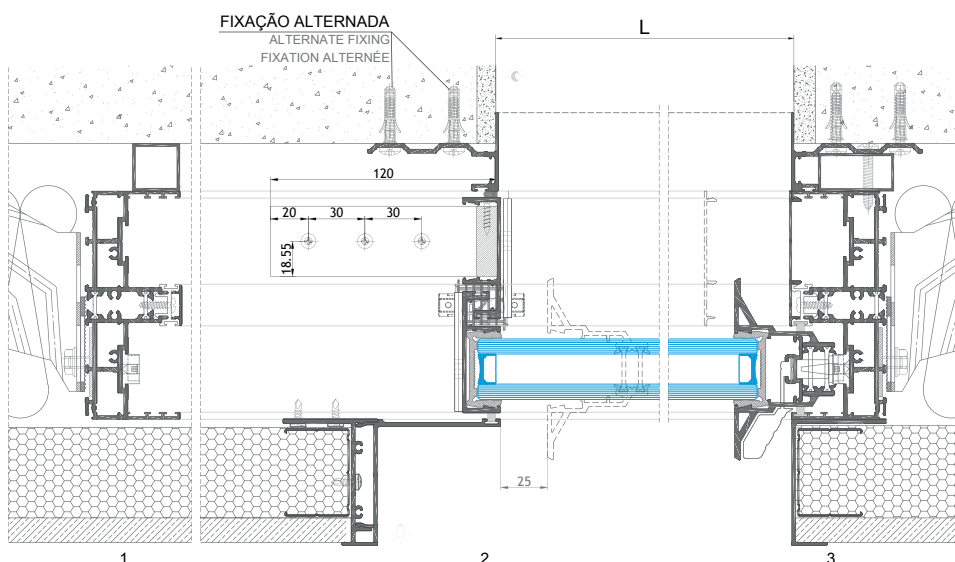 FIXAÇÃO ALTERNADA
ALTERNATE FIXING
FIXATION ALTERNÉE
L
120
20 30 30
18.55
25
1 2 3